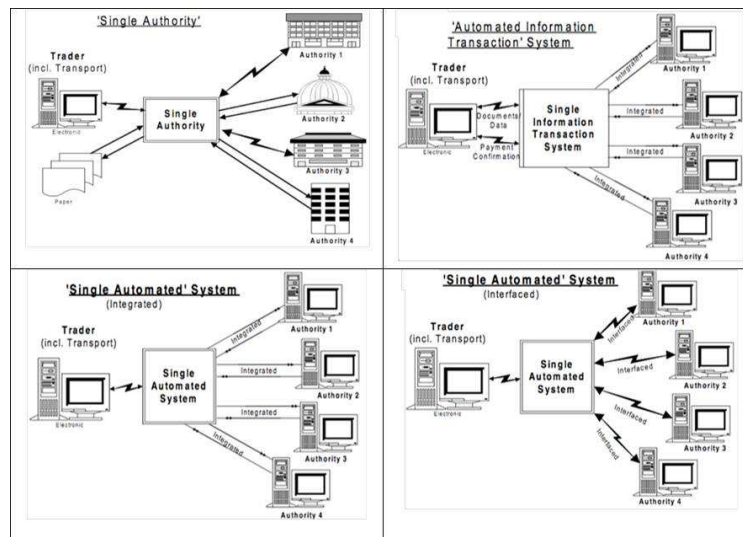 'Single Authority'
Trader
(incl. Transport)
Electronic
Paper
Single
Authority
Authority 1
Authority 2
Authority 3
Authority 4
'Automated Information
Transaction' System
Trader
(incl. Transport)
Electronic
Documents/
Data
Payment
Confirmation
Single
Information
Transaction
System
Integrated
Authority 1
Integrated
Authority 2
Integrated
Authority 3
Integrated
Authority 4
'Single Automated' System
(Integrated)
Trader
(incl. Transport)
Electronic
Single
Automated
System
Integrated
Authority 1
Integrated
Authority 2
Integrated
Authority 3
Integrated
Authority 4
'Single Automated' System
(Interfaced)
Trader
(incl. Transport)
Electronic
Single
Automated
System
Interfaced
Authority 1
Interfaced
Authority 2
Interfaced
Authority 3
Interfaced
Authority 4